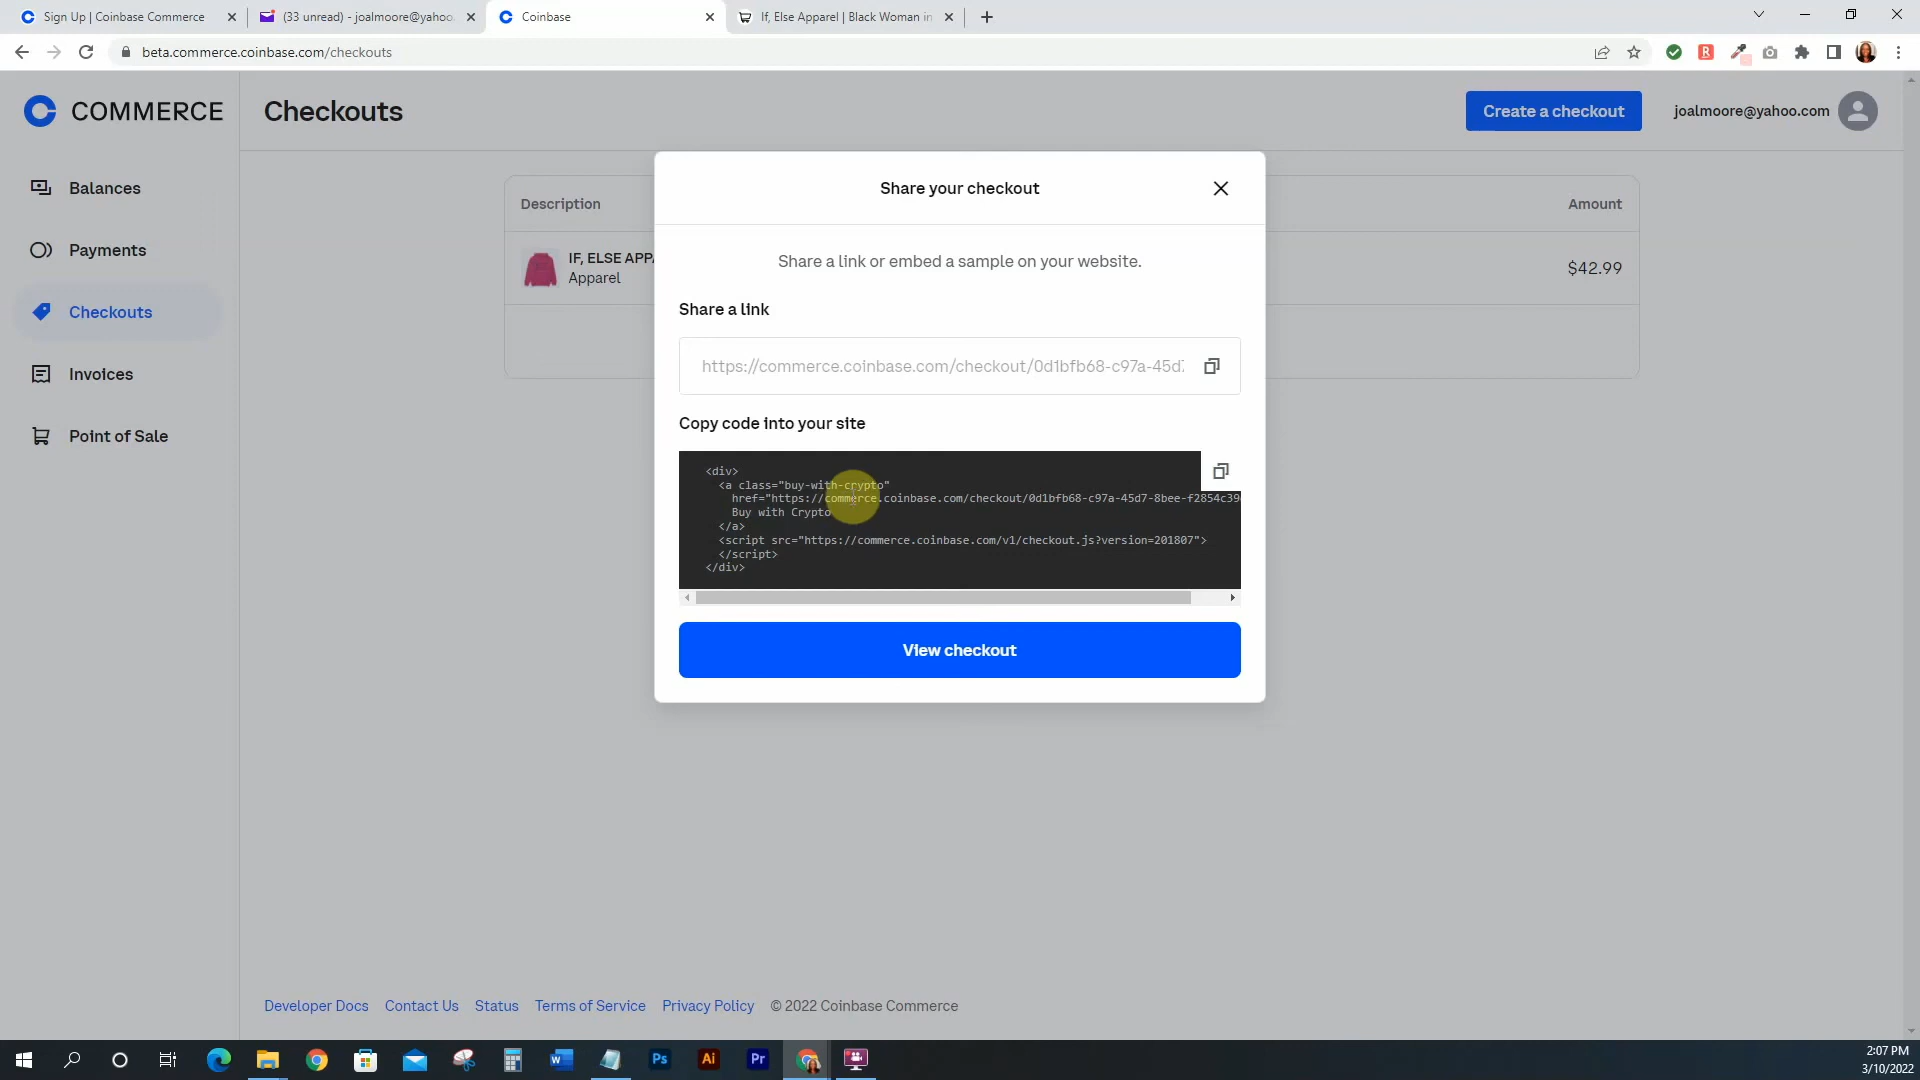 Sign Up | Coinbase Commerce
(33 unread) - joalmoore@yahoo.
Coinbase
If, Else Apparel | Black Woman in
beta.commerce.coinbase.com/checkouts
COMMERCE
Checkouts
Create a checkout
joalmoore@yahoo.com
Balances
Payments
Checkouts
Invoices
Point of Sale
Description
Amount
IF, ELSE APPA
Apparel
$42.99
Share your checkout
Share a link or embed a sample on your website.
Share a link
https://commerce.coinbase.com/checkout/0d1bfb68-c97a-45d7
Copy code into your site
<div>
<a class="buy-with-crypto"
href="https://commerce.coinbase.com/checkout/0d1bfb68-c97a-45d7-8bee-f2854c39
Buy with Crypto
</a>
<script src="https://commerce.coinbase.com/v1/checkout.js?version=201807">
</script>
</div>
View checkout
Developer Docs Contact Us Status Terms of Service Privacy Policy © 2022 Coinbase Commerce
Ps
Ai
Pr
2:07 PM
3/10/2022